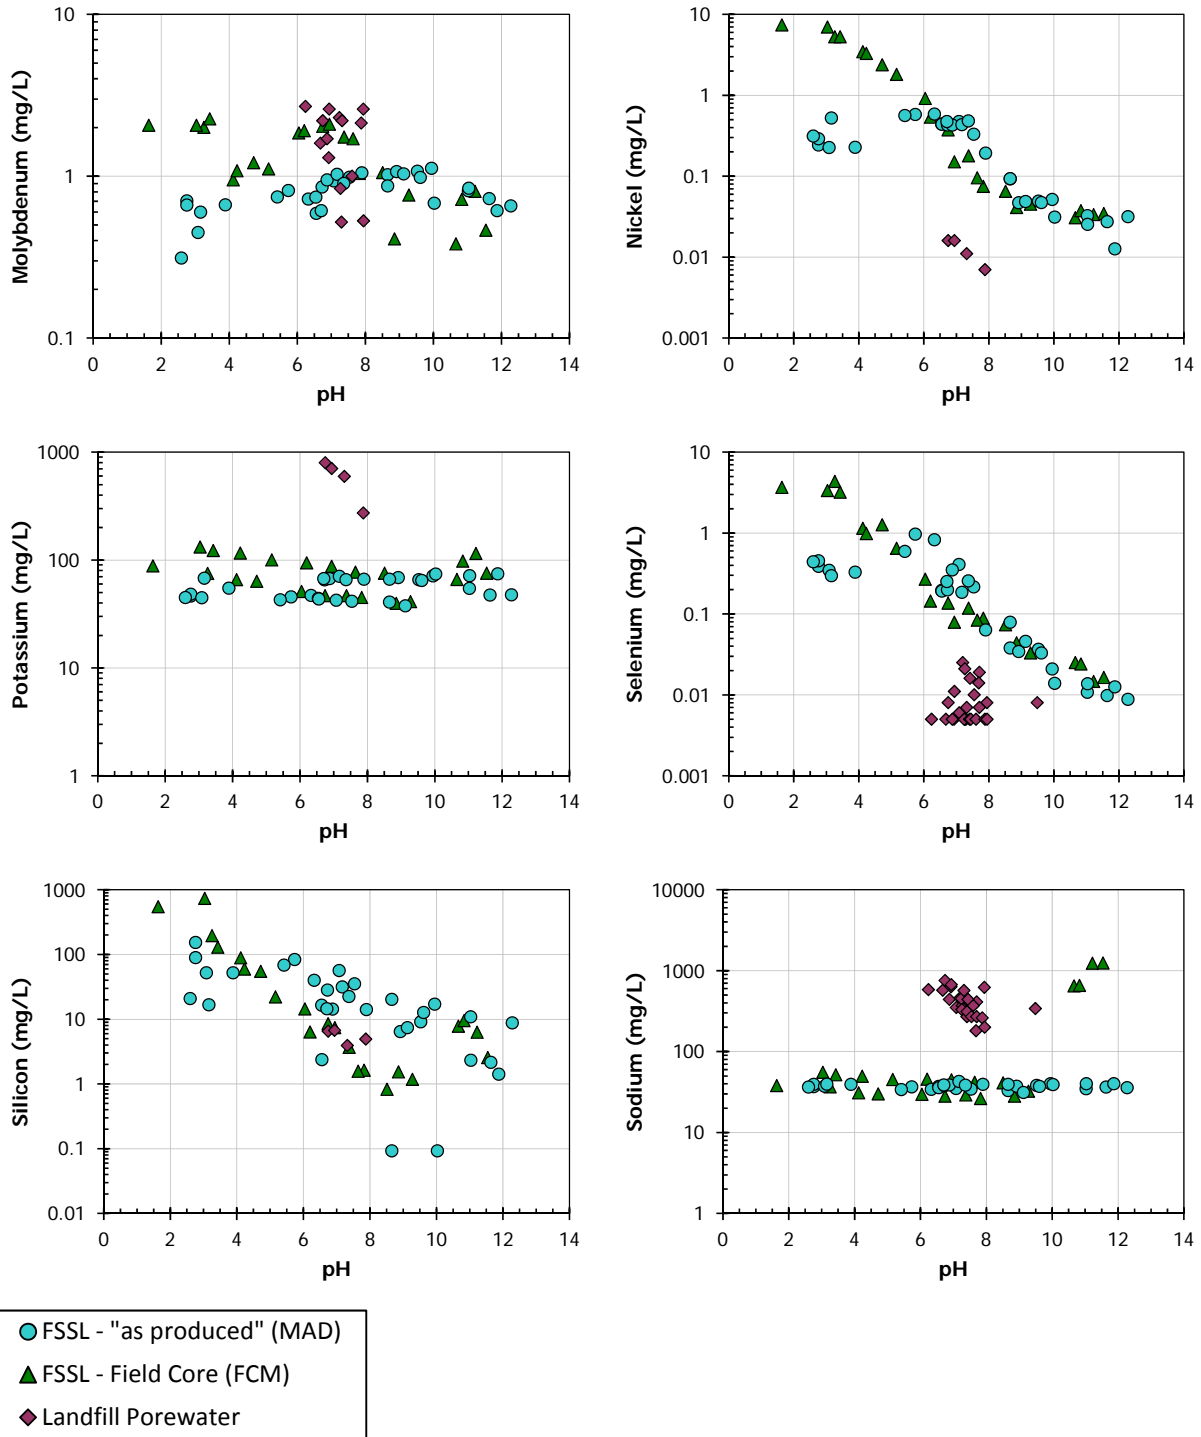 10
1
0.1
0 2 4 6 8 10 12 14
Molybdenum (mg/L)
pH
10
1
0.1
0.01
0.001
0 2 4 6 8 10 12 14
Nickel (mg/L)
pH
1000
100
10
1
0 2 4 6 8 10 12 14
Potassium (mg/L)
pH
10
1
0.1
0.01
0.001
0 2 4 6 8 10 12 14
Selenium (mg/L)
pH
1000
100
10
1
0.1
0.01
0 2 4 6 8 10 12 14
Silicon (mg/L)
pH
10000
1000
100
10
1
0 2 4 6 8 10 12 14
Sodium (mg/L)
pH
FSSL - "as produced" (MAD)
FSSL - Field Core (FCM)
Landfill Porewater